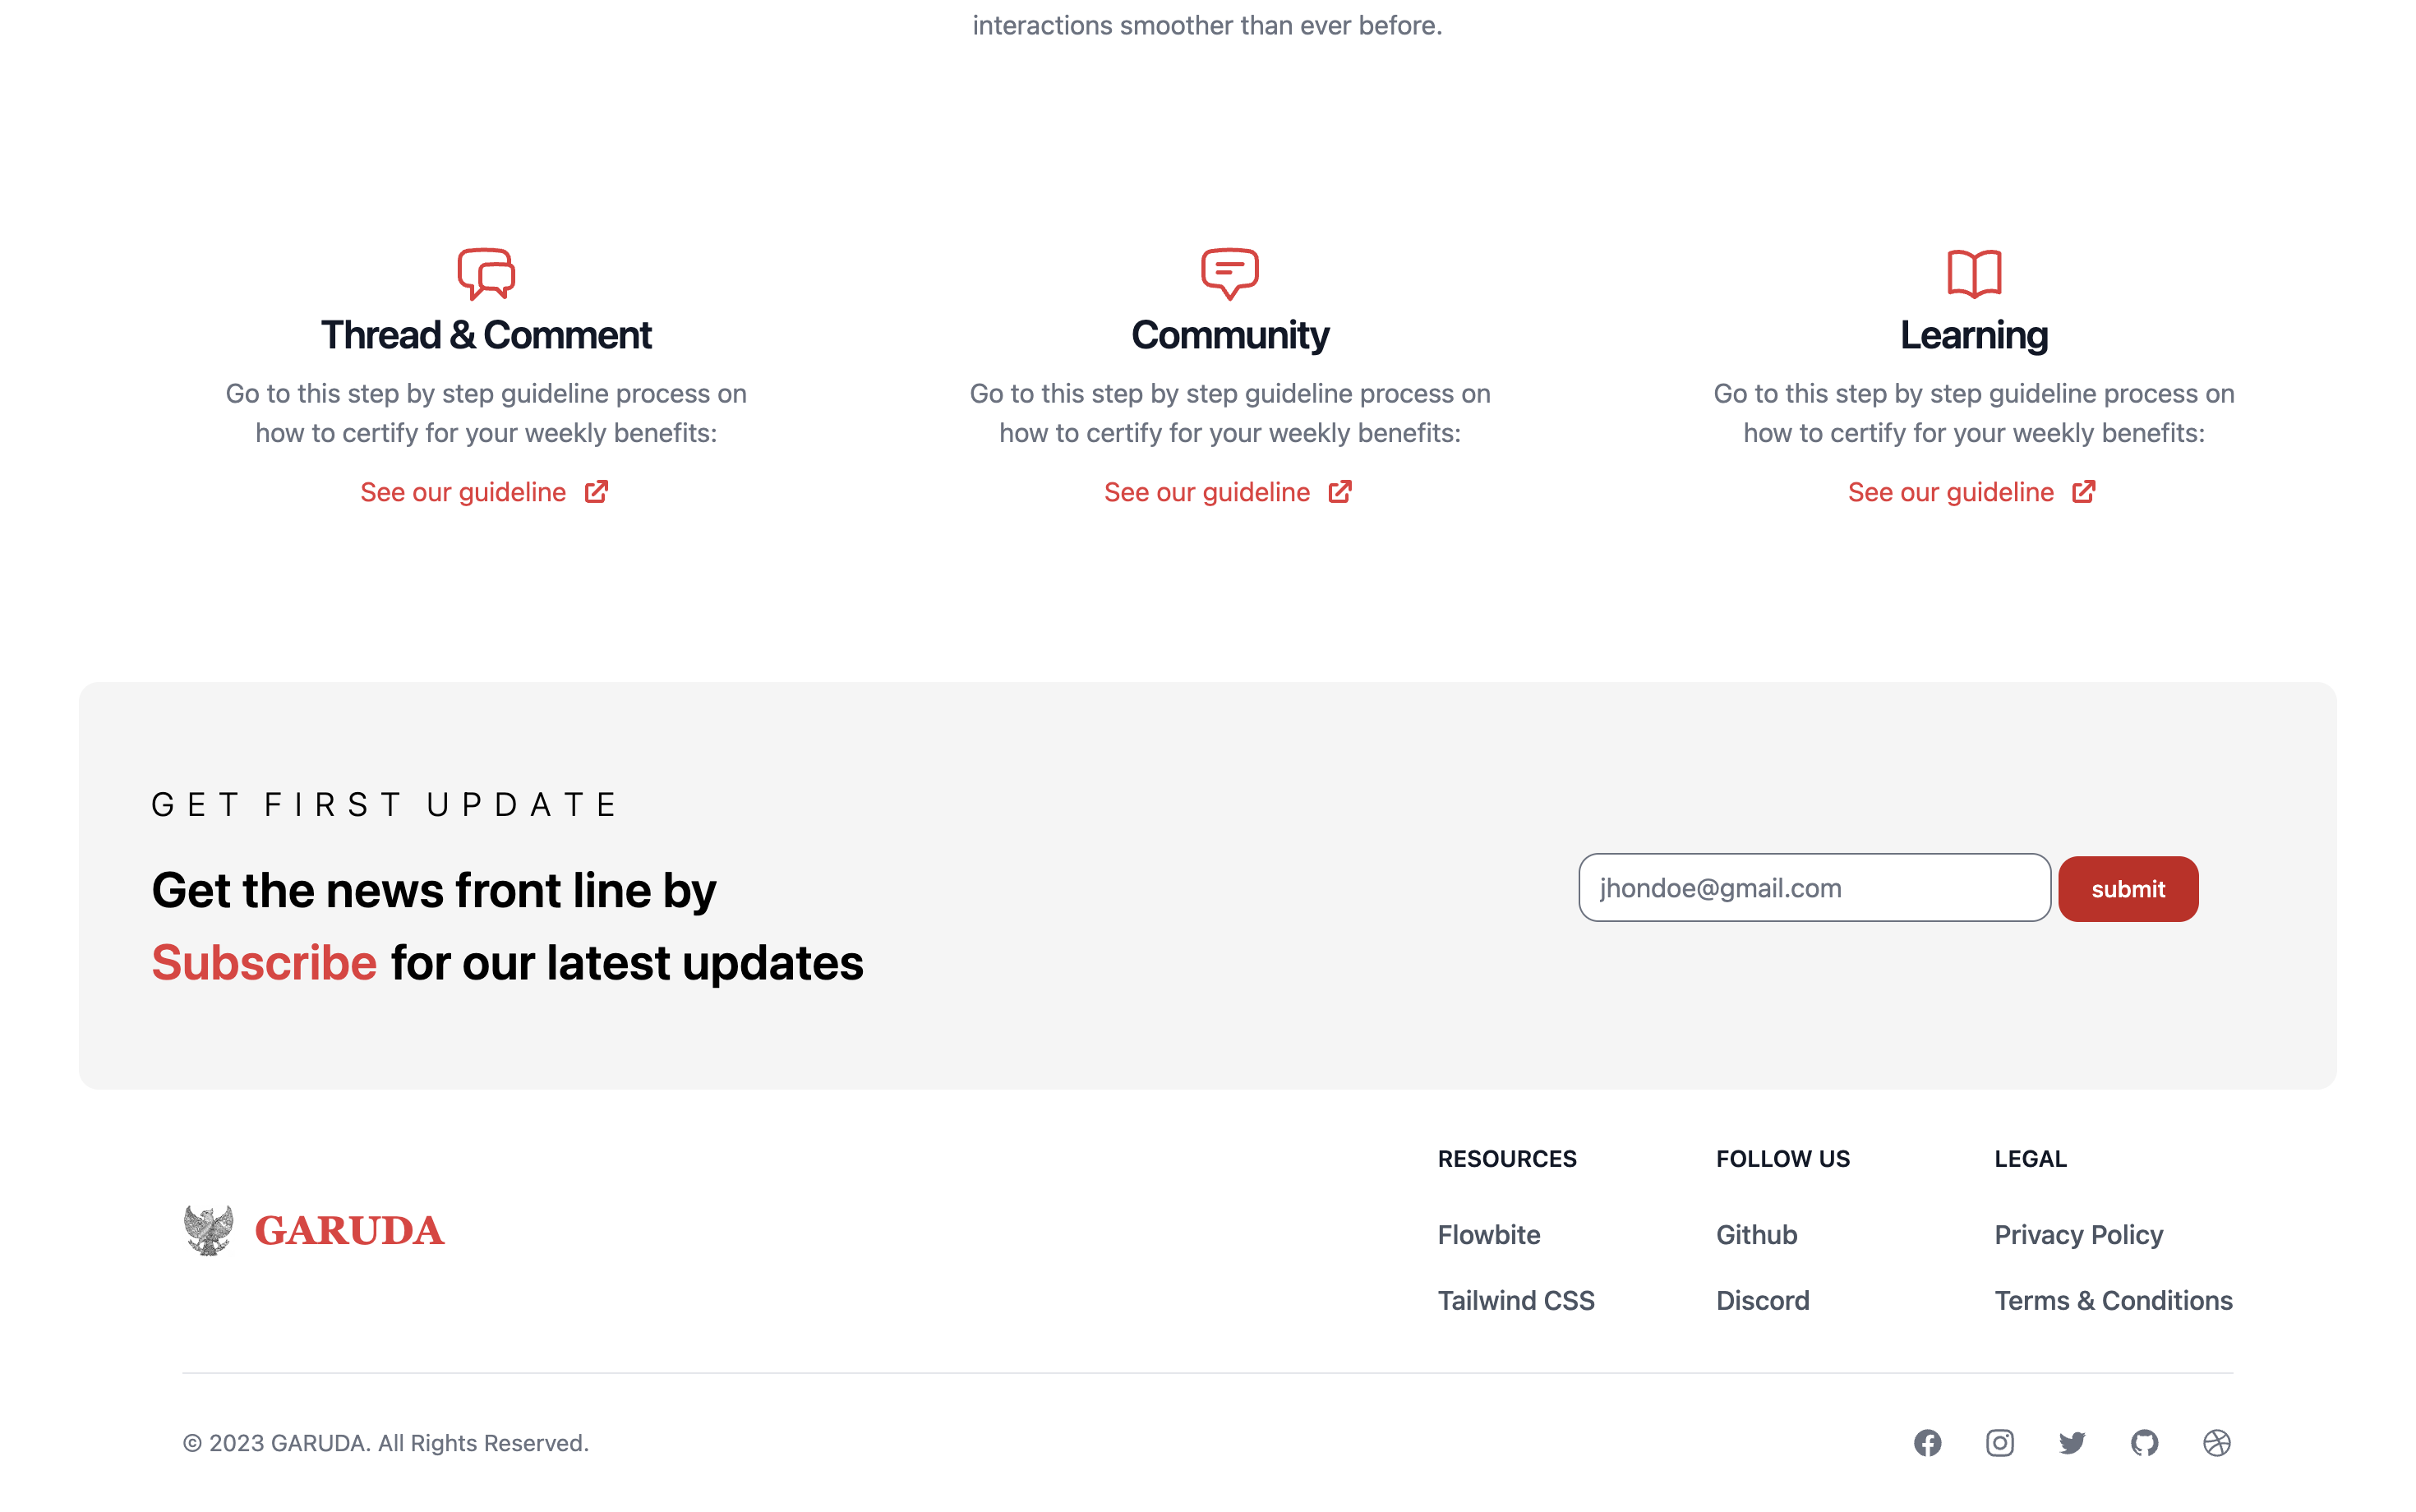 interactions smoother than ever before.
Thread & Comment
Go to this step by step guideline process on
how to certify for your weekly benefits:
See our guideline
Community
Go to this step by step guideline process on
how to certify for your weekly benefits:
See our guideline
Learning
Go to this step by step guideline process on
how to certify for your weekly benefits:
See our guideline
GET FIRST UPDATE
Get the news front line by
Subscribe for our latest updates
jhondoe@gmail.com
submit
GARUDA
RESOURCES
Flowbite
Tailwind CSS
FOLLOW US
Github
Discord
LEGAL
Privacy Policy
Terms & Conditions
© 2023 GARUDA. All Rights Reserved.